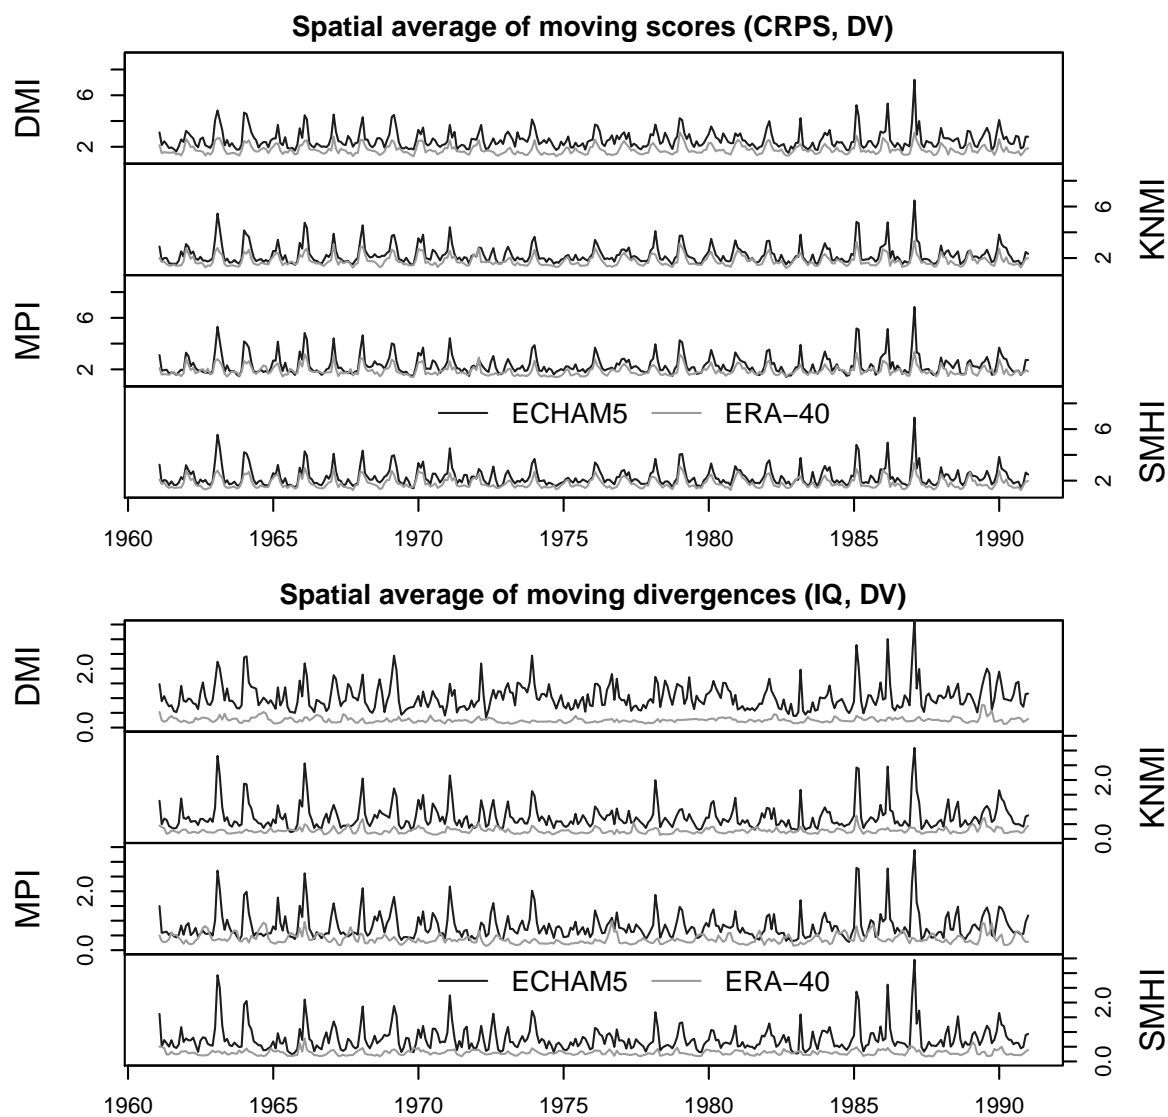 Spatial average of moving scores (CRPS, DV)
DMI
6
2
KNMI
6
2
MPI
6
2
ECHAM5 ERA−40
SMHI
6
2
1960 1965 1970 1975 1980 1985 1990
Spatial average of moving divergences (IQ, DV)
DMI
2.0
0.0
KNMI
2.0
0.0
MPI
2.0
0.0
ECHAM5 ERA−40
SMHI
2.0
0.0
1960 1965 1970 1975 1980 1985 1990